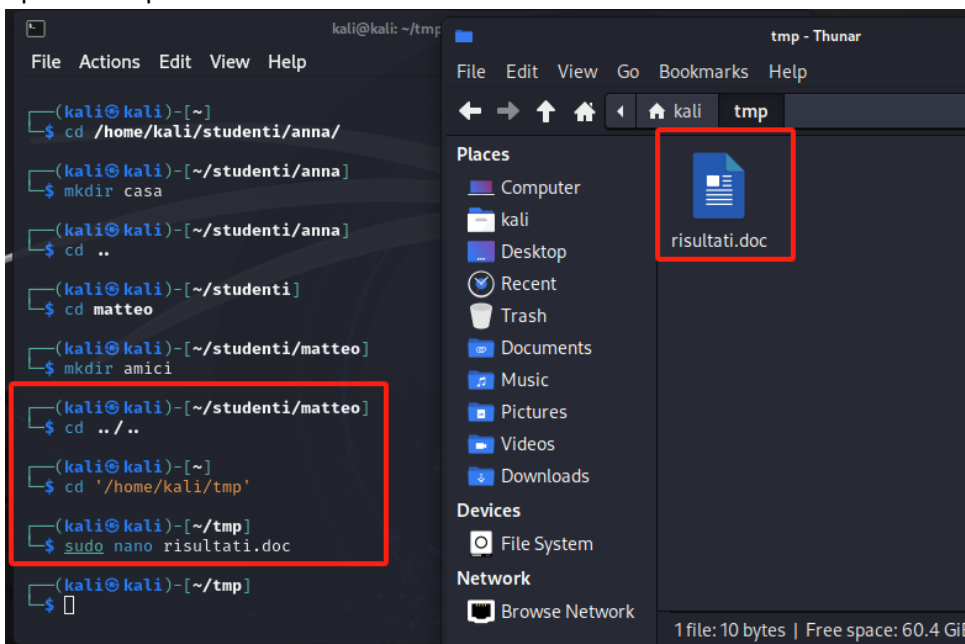 kali@kali: ~/tmp
File Actions Edit View Help
(kali㉿kali)-[~]
$ cd /home/kali/studenti/anna/
(kali㉿kali)-[~/studenti/anna]
$ mkdir casa
(kali㉿kali)-[~/studenti/anna]
$ cd ..
(kali㉿kali)-[~/studenti]
$ cd matteo
(kali㉿kali)-[~/studenti/matteo]
$ mkdir amici
(kali㉿kali)-[~/studenti/matteo]
$ cd ../..
(kali㉿kali)-[~]
$ cd '/home/kali/tmp'
(kali㉿kali)-[~/tmp]
$ sudo nano risultati.doc
(kali㉿kali)-[~/tmp]
$
tmp - Thunar
File Edit View Go Bookmarks Help
kali tmp
Places
Computer
kali
Desktop
Recent
Trash
Documents
Music
Pictures
Videos
Downloads
Devices
File System
Network
Browse Network
risultati.doc
1 file: 10 bytes | Free space: 60.4 GiB